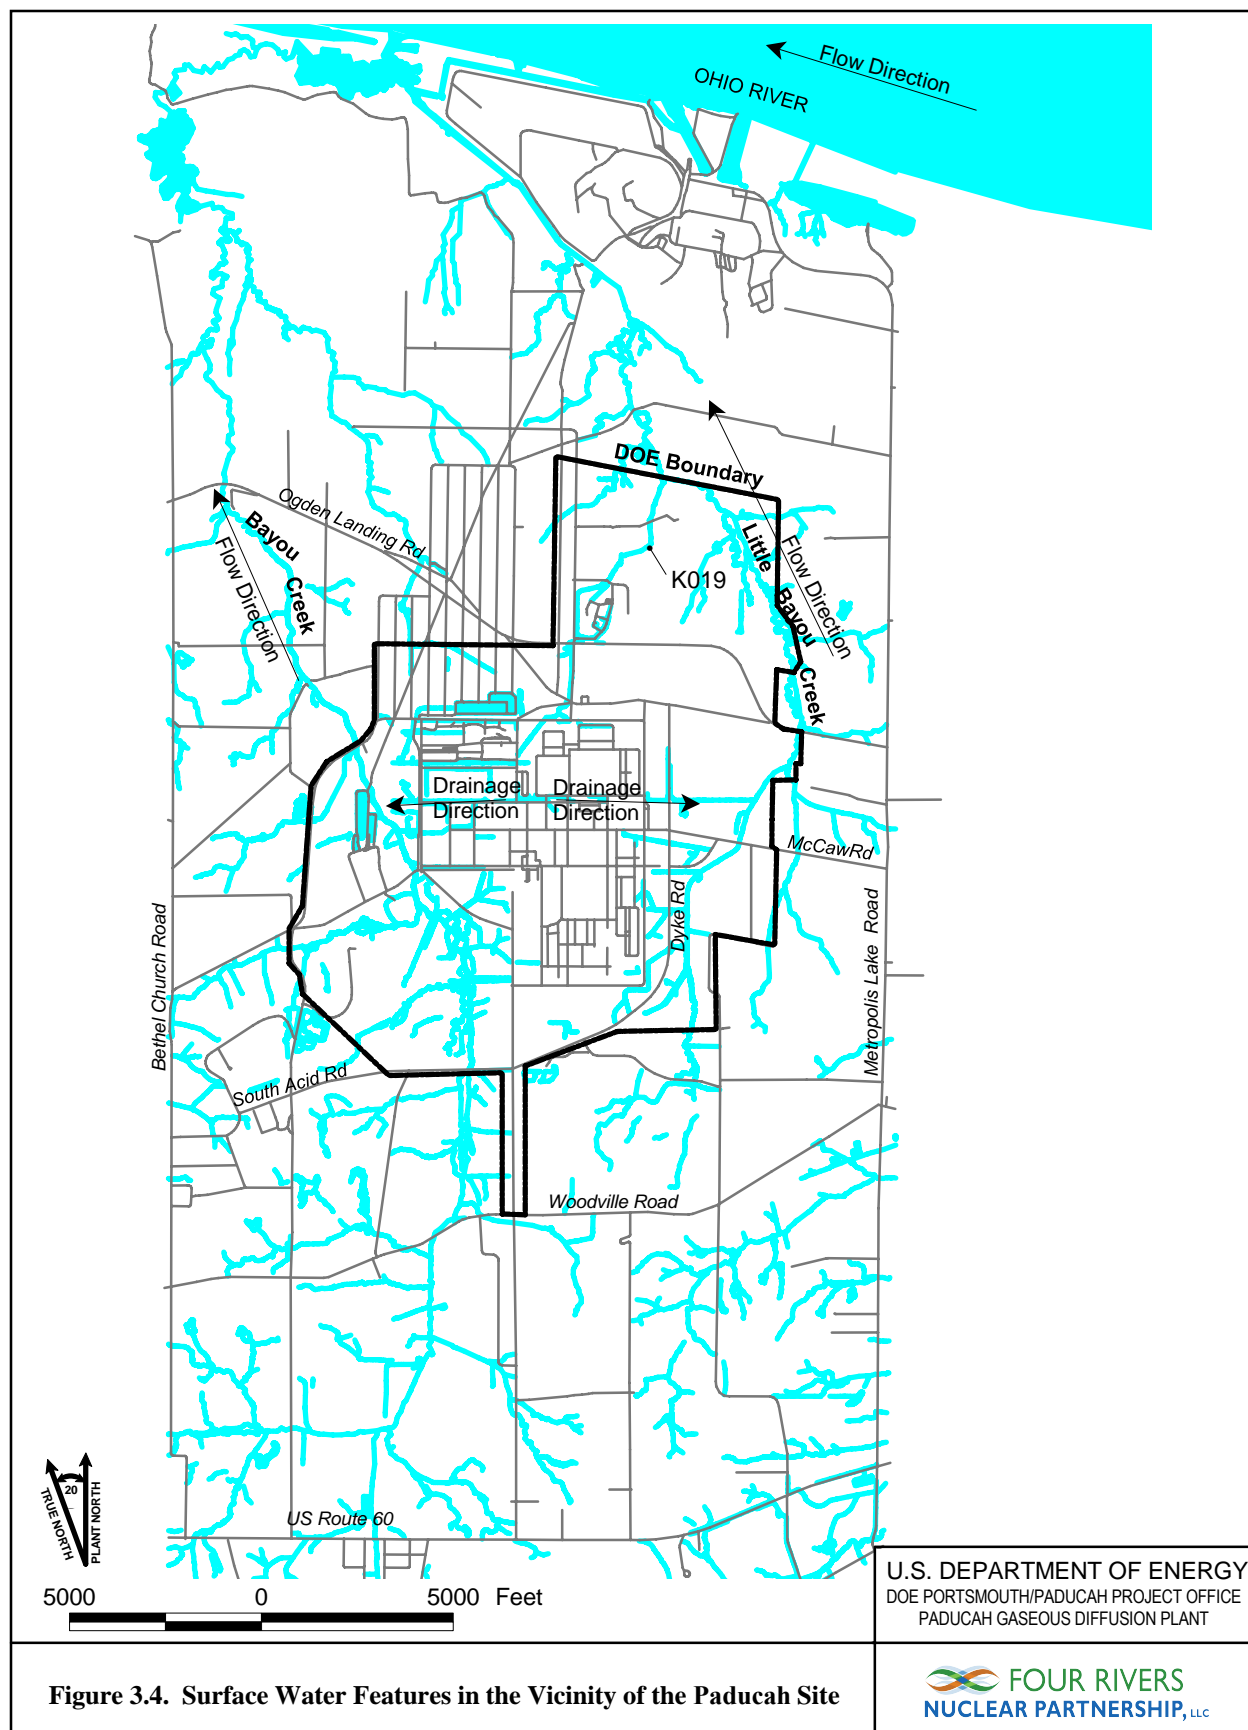 Flow Direction
OHIO RIVER
DOE Boundary
Ogden Landing Rd
Bayou
Creek
Flow Direction
Little
Bayou
Creek
Flow Direction
K019
Drainage
Direction
Drainage
Direction
McCawRd
Dyke Rd
Bethel Church Road
Metropolis Lake Road
South Acid Rd
Woodville Road
US Route 60
20
TRUE NORTH
PLANT NORTH
5000 0 5000 Feet
U.S. DEPARTMENT OF ENERGY
DOE PORTSMOUTH/PADUCAH PROJECT OFFICE
PADUCAH GASEOUS DIFFUSION PLANT
Figure 3.4. Surface Water Features in the Vicinity of the Paducah Site
FOUR RIVERS
NUCLEAR PARTNERSHIP, LLC